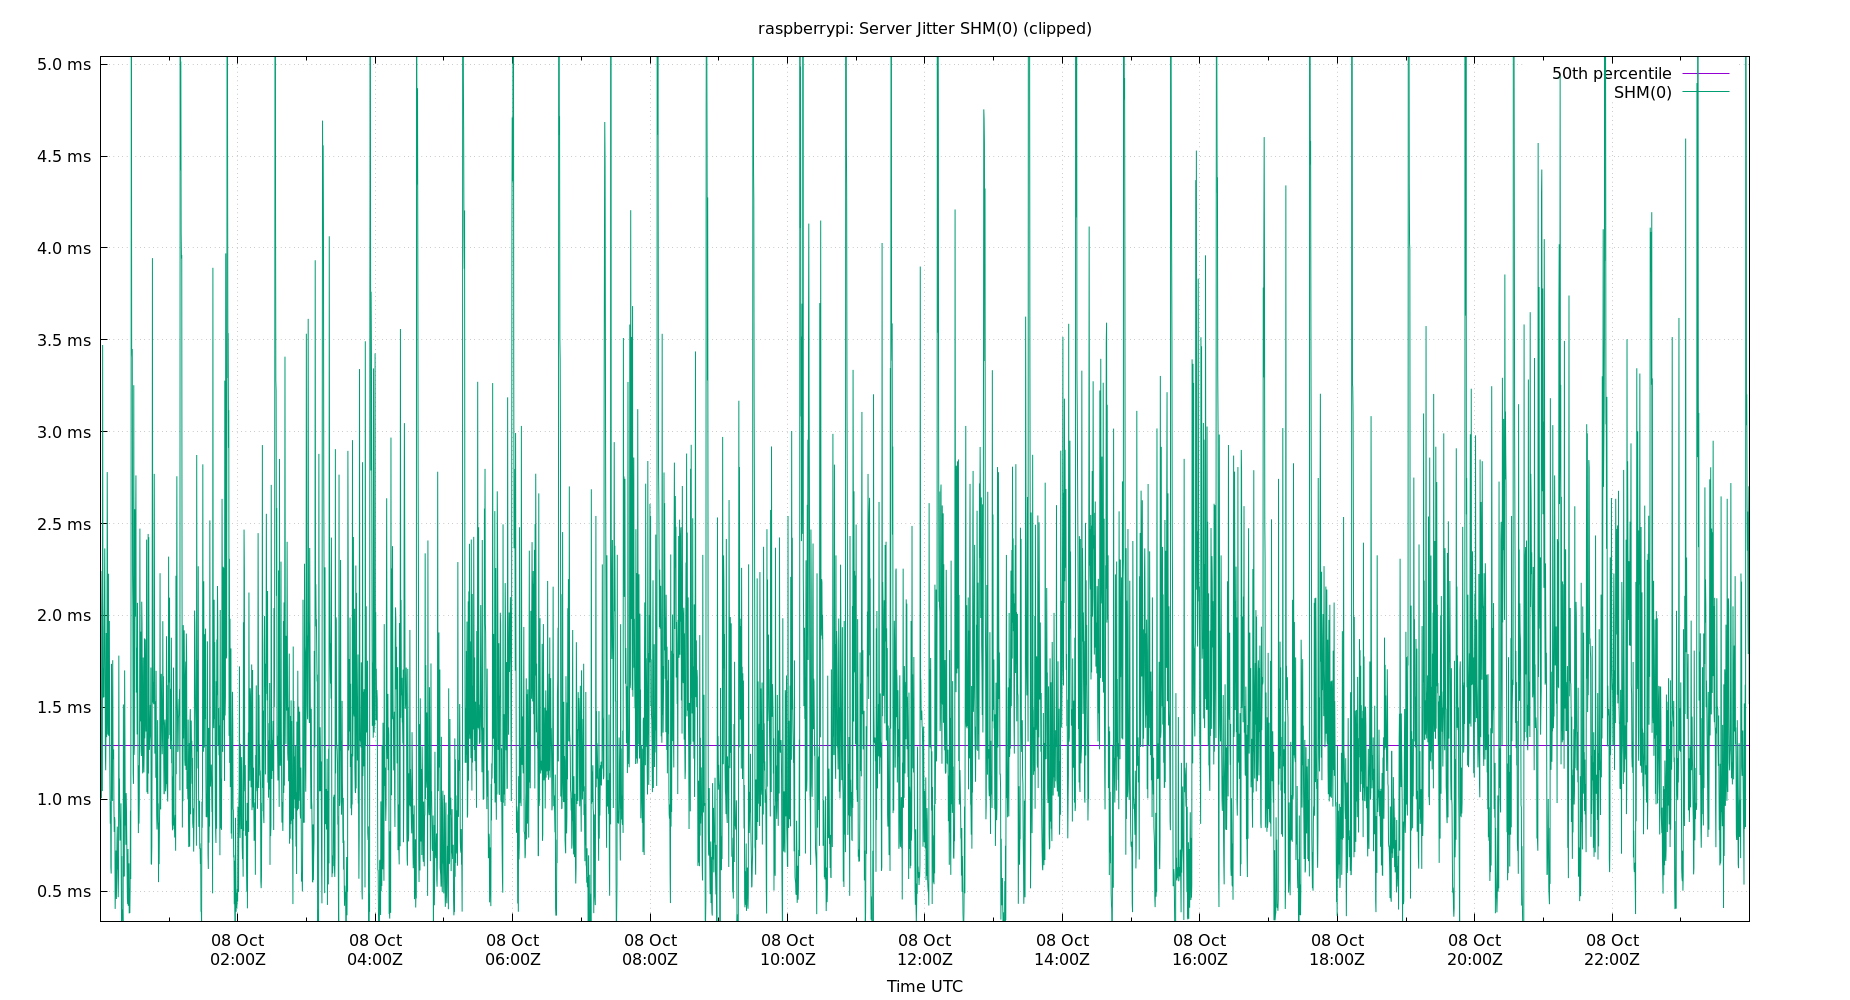 raspberrypi: Server Jitter SHM(0) (clipped)
5.0 ms
50th percentile
SHM(0)
4.5 ms
4.0 ms
3.5 ms
3.0 ms
2.5 ms
2.0 ms
1.5 ms
1.0 ms
0.5 ms
08 Oct 08 Oct 08 Oct 08 Oct 08 Oct 08 Oct 08 Oct 08 Oct 08 Oct 08 Oct 08 Oct
02:00Z 04:00Z 06:00Z 08:00Z 10:00Z 12:00Z 14:00Z 16:00Z 18:00Z 20:00Z 22:00Z
Time UTC